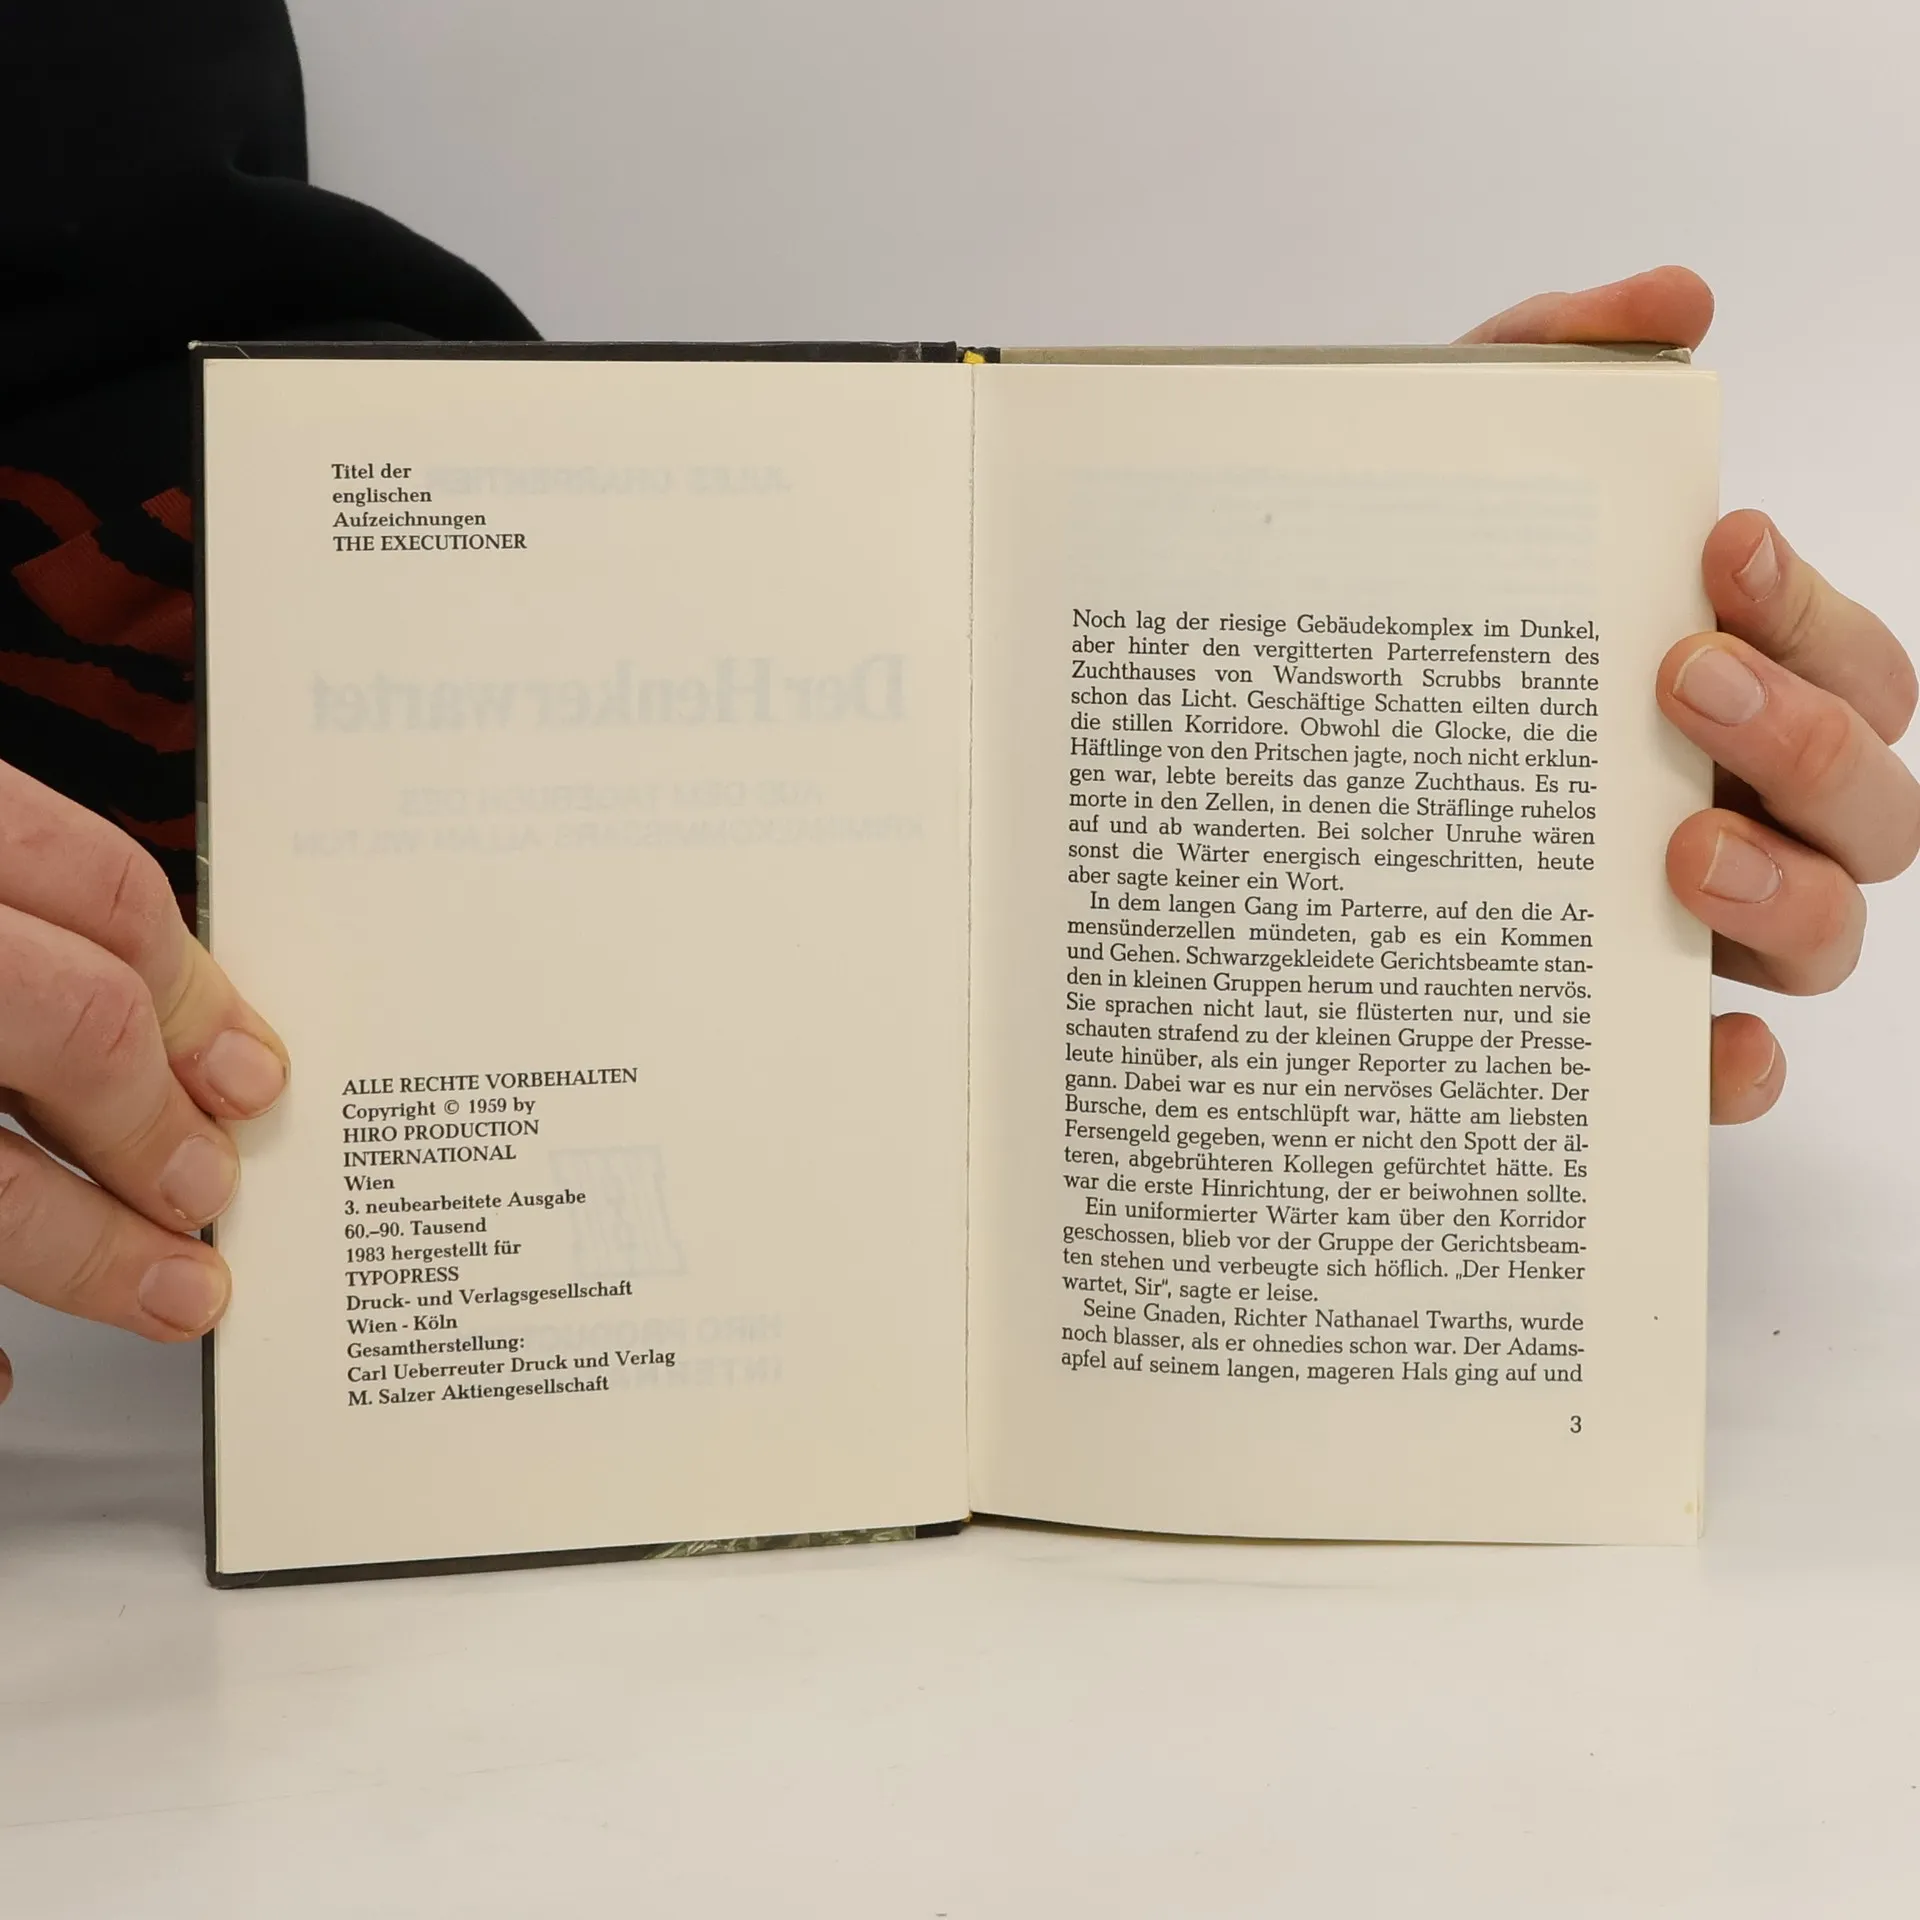 Titel der
englischen
Aufzeichnungen
THE EXECUTIONER
ALLE RECHTE VORBEHALTEN
Copyright © 1959 by
HIRO PRODUCTION
INTERNATIONAL
Wien
3. neubearbeitete Ausgabe
60.–90. Tausend
1983 hergestellt für
TYPOPRESS
Druck- und Verlagsgesellschaft
Wien - Köln
Gesamtherstellung:
Carl Ueberreuter Druck und Verlag
M. Salzer Aktiengesellschaft
Noch lag der riesige Gebäudekomplex im Dunkel,
aber hinter den vergitterten Parterrefenstern des
Zuchthauses von Wandsworth Scrubbs brannte
schon das Licht. Geschäftige Schatten eilten durch
die stillen Korridore. Obwohl die Glocke, die die
Häftlinge von den Pritschen jagte, noch nicht erklun-
gen war, lebte bereits das ganze Zuchthaus. Es ru-
morte in den Zellen, in denen die Sträflinge ruhelos
auf und ab wanderten. Bei solcher Unruhe wären
sonst die Wärter energisch eingeschritten, heute
aber sagte keiner ein Wort.
In dem langen Gang im Parterre, auf den die Ar-
mensünderzellen mündeten, gab es ein Kommen
und Gehen. Schwarzgekleidete Gerichtsbeamte stan-
den in kleinen Gruppen herum und rauchten nervös.
Sie sprachen nicht laut, sie flüsterten nur, und sie
schauten strafend zu der kleinen Gruppe der Presse-
leute hinüber, als ein junger Reporter zu lachen be-
gann. Dabei war es nur ein nervöses Gelächter. Der
Bursche, dem es entschlüpft war, hätte am liebsten
Fersengeld gegeben, wenn er nicht den Spott der äl-
teren, abgebrühteren Kollegen gefürchtet hätte. Es
war die erste Hinrichtung, der er beiwohnen sollte.
Ein uniformierter Wärter kam über den Korridor
geschossen, blieb vor der Gruppe der Gerichtsbeam-
ten stehen und verbeugte sich höflich. „Der Henker
wartet, Sir", sagte er leise.
Seine Gnaden, Richter Nathanael Twarths, wurde
noch blasser, als er ohnedies schon war. Der Adams-
apfel auf seinem langen, mageren Hals ging auf und
3